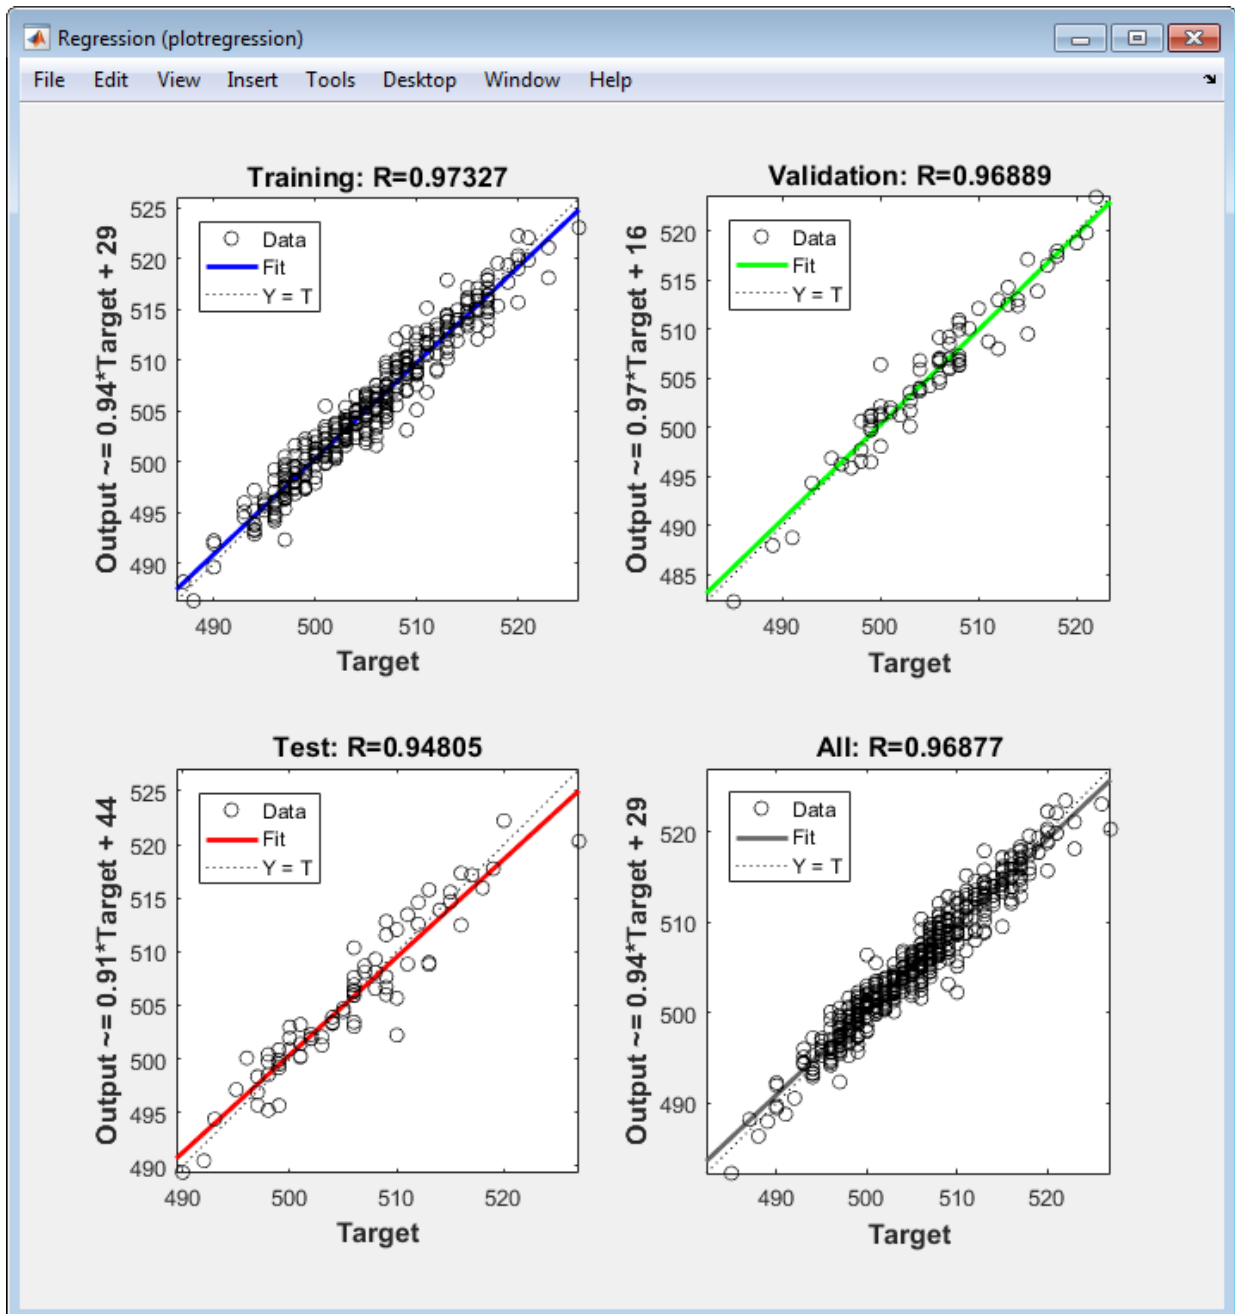 Regression (plotregression)
File Edit View Insert Tools Desktop Window Help
Training: R=0.97327
Output ~= 0.94*Target + 29
525
520
515
510
505
500
495
490
Data
Fit
Y = T
490 500 510 520
Target
Validation: R=0.96889
Output ~= 0.97*Target + 16
520
515
510
505
500
495
490
485
Data
Fit
Y = T
490 500 510 520
Target
Test: R=0.94805
Output ~= 0.91*Target + 44
525
520
515
510
505
500
495
490
Data
Fit
Y = T
490 500 510 520
Target
All: R=0.96877
Output ~= 0.94*Target + 29
520
510
500
490
Data
Fit
Y = T
490 500 510 520
Target